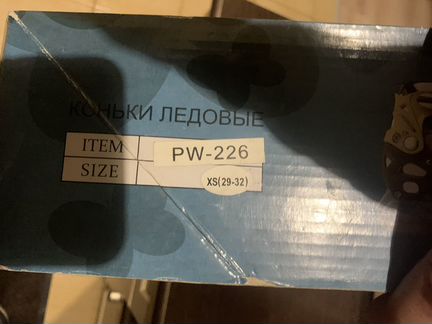 КОНЬКИ ЛЕДОВЫЕ
ITEM PW-226
SIZE XS(29-32)